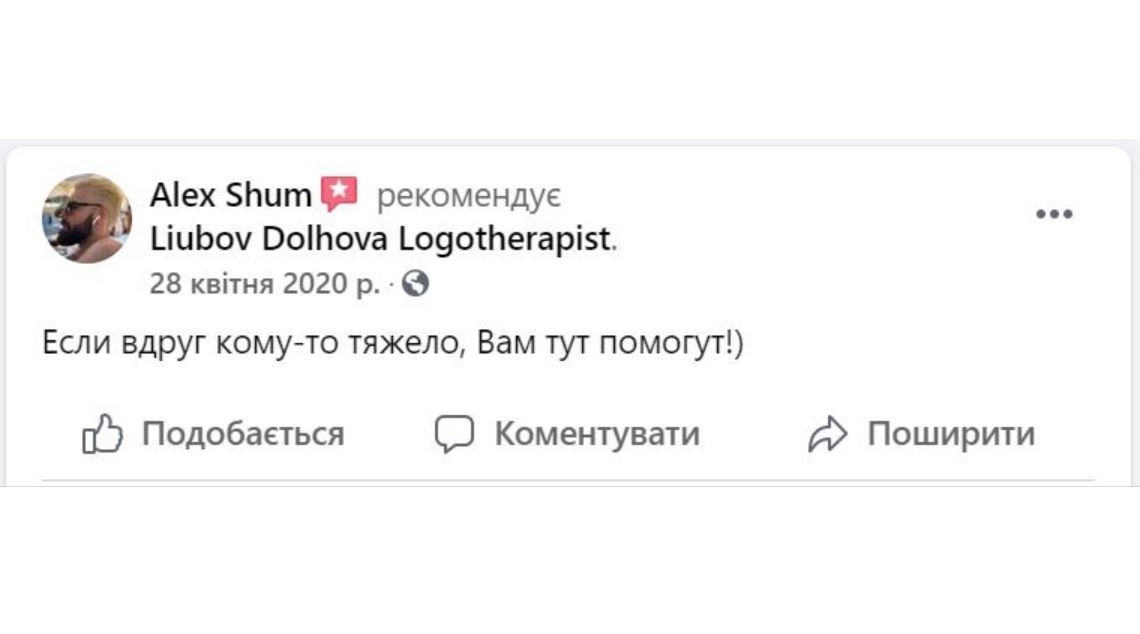 Alex Shum рекомендує
Liubov Dolhova Logotherapist.
28 квітня 2020 р. ·
Если вдруг кому-то тяжело, Вам тут помогут!)
Подобається Коментувати Поширити